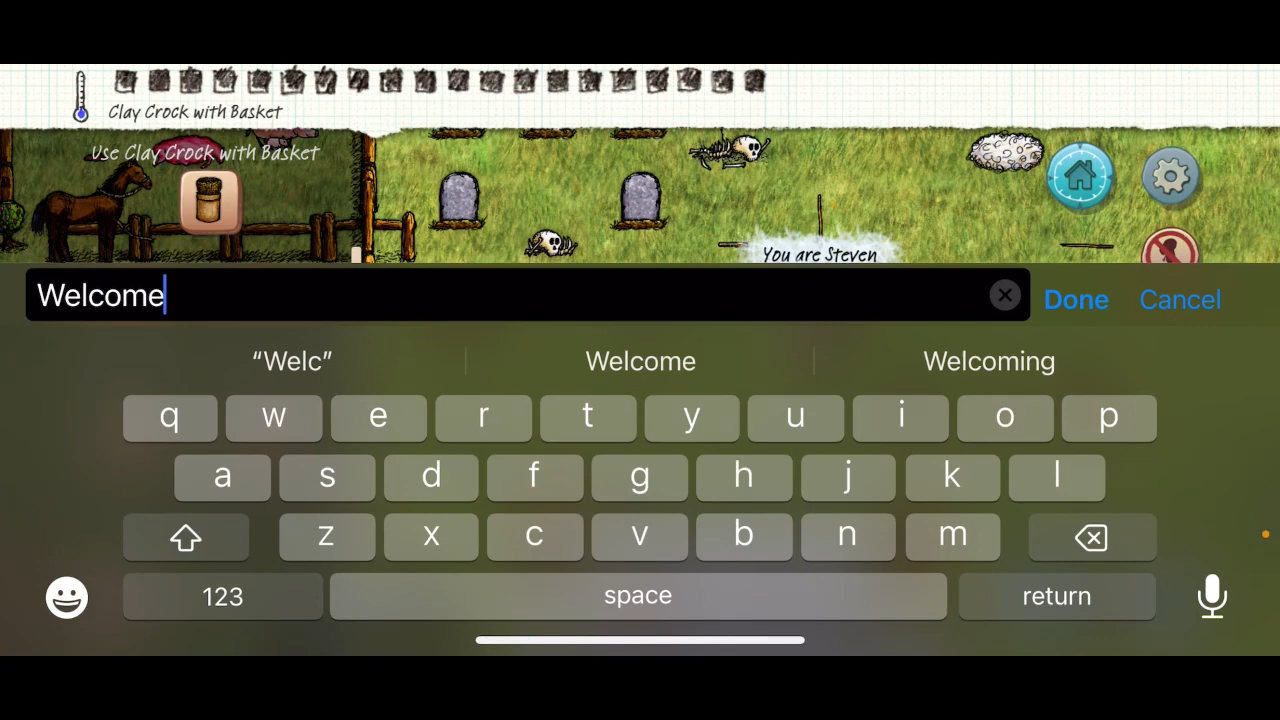 Clay Crock with Basket
Use Clay Crock with Basket
You are Steven
Welcome
Done Cancel
“Welc” Welcome Welcoming
q w e r t y u i o p
a s d f g h j k l
z x c v b n m
123 space return